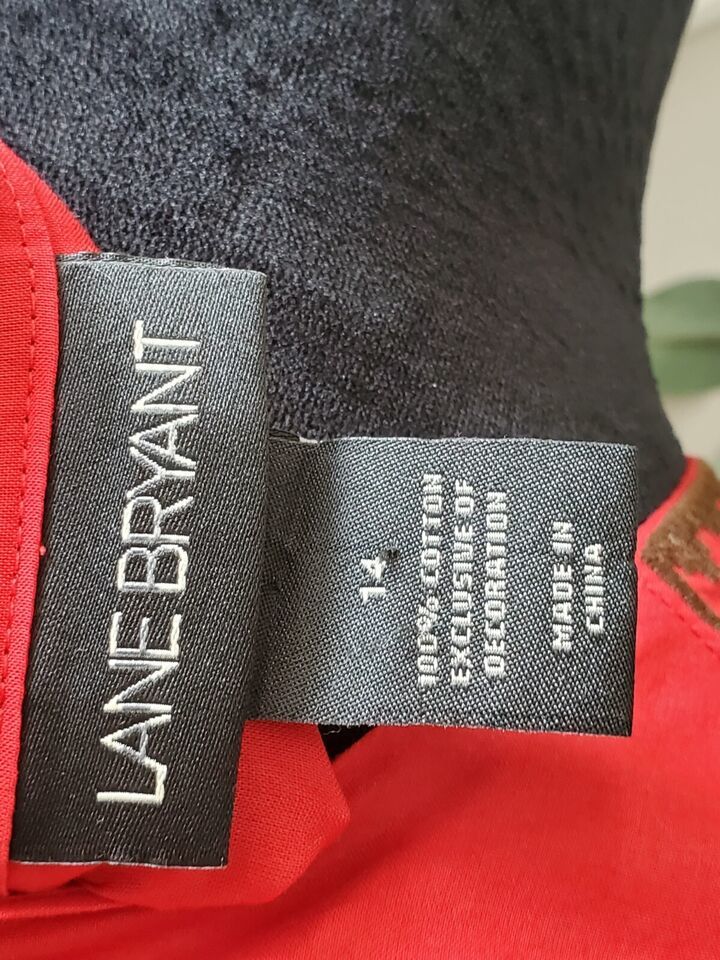 LANE BRYANT
14
100% COTTON
EXCLUSIVE OF
DECORATION
MADE IN
CHINA